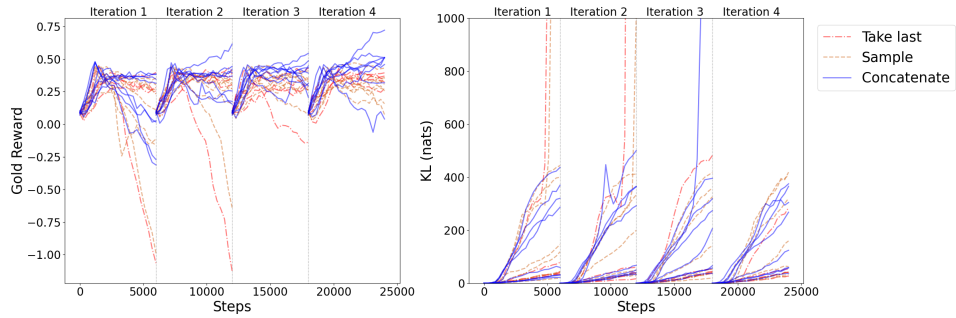 Iteration 1 Iteration 2 Iteration 3 Iteration 4
0.75
0.50
0.25
0.00
−0.25
−0.50
−0.75
−1.00
Gold Reward
0 5000 10000 15000 20000 25000
Steps
Iteration 1 Iteration 2 Iteration 3 Iteration 4
1000
800
600
400
200
0
KL (nats)
0 5000 10000 15000 20000 25000
Steps
Take last
Sample
Concatenate